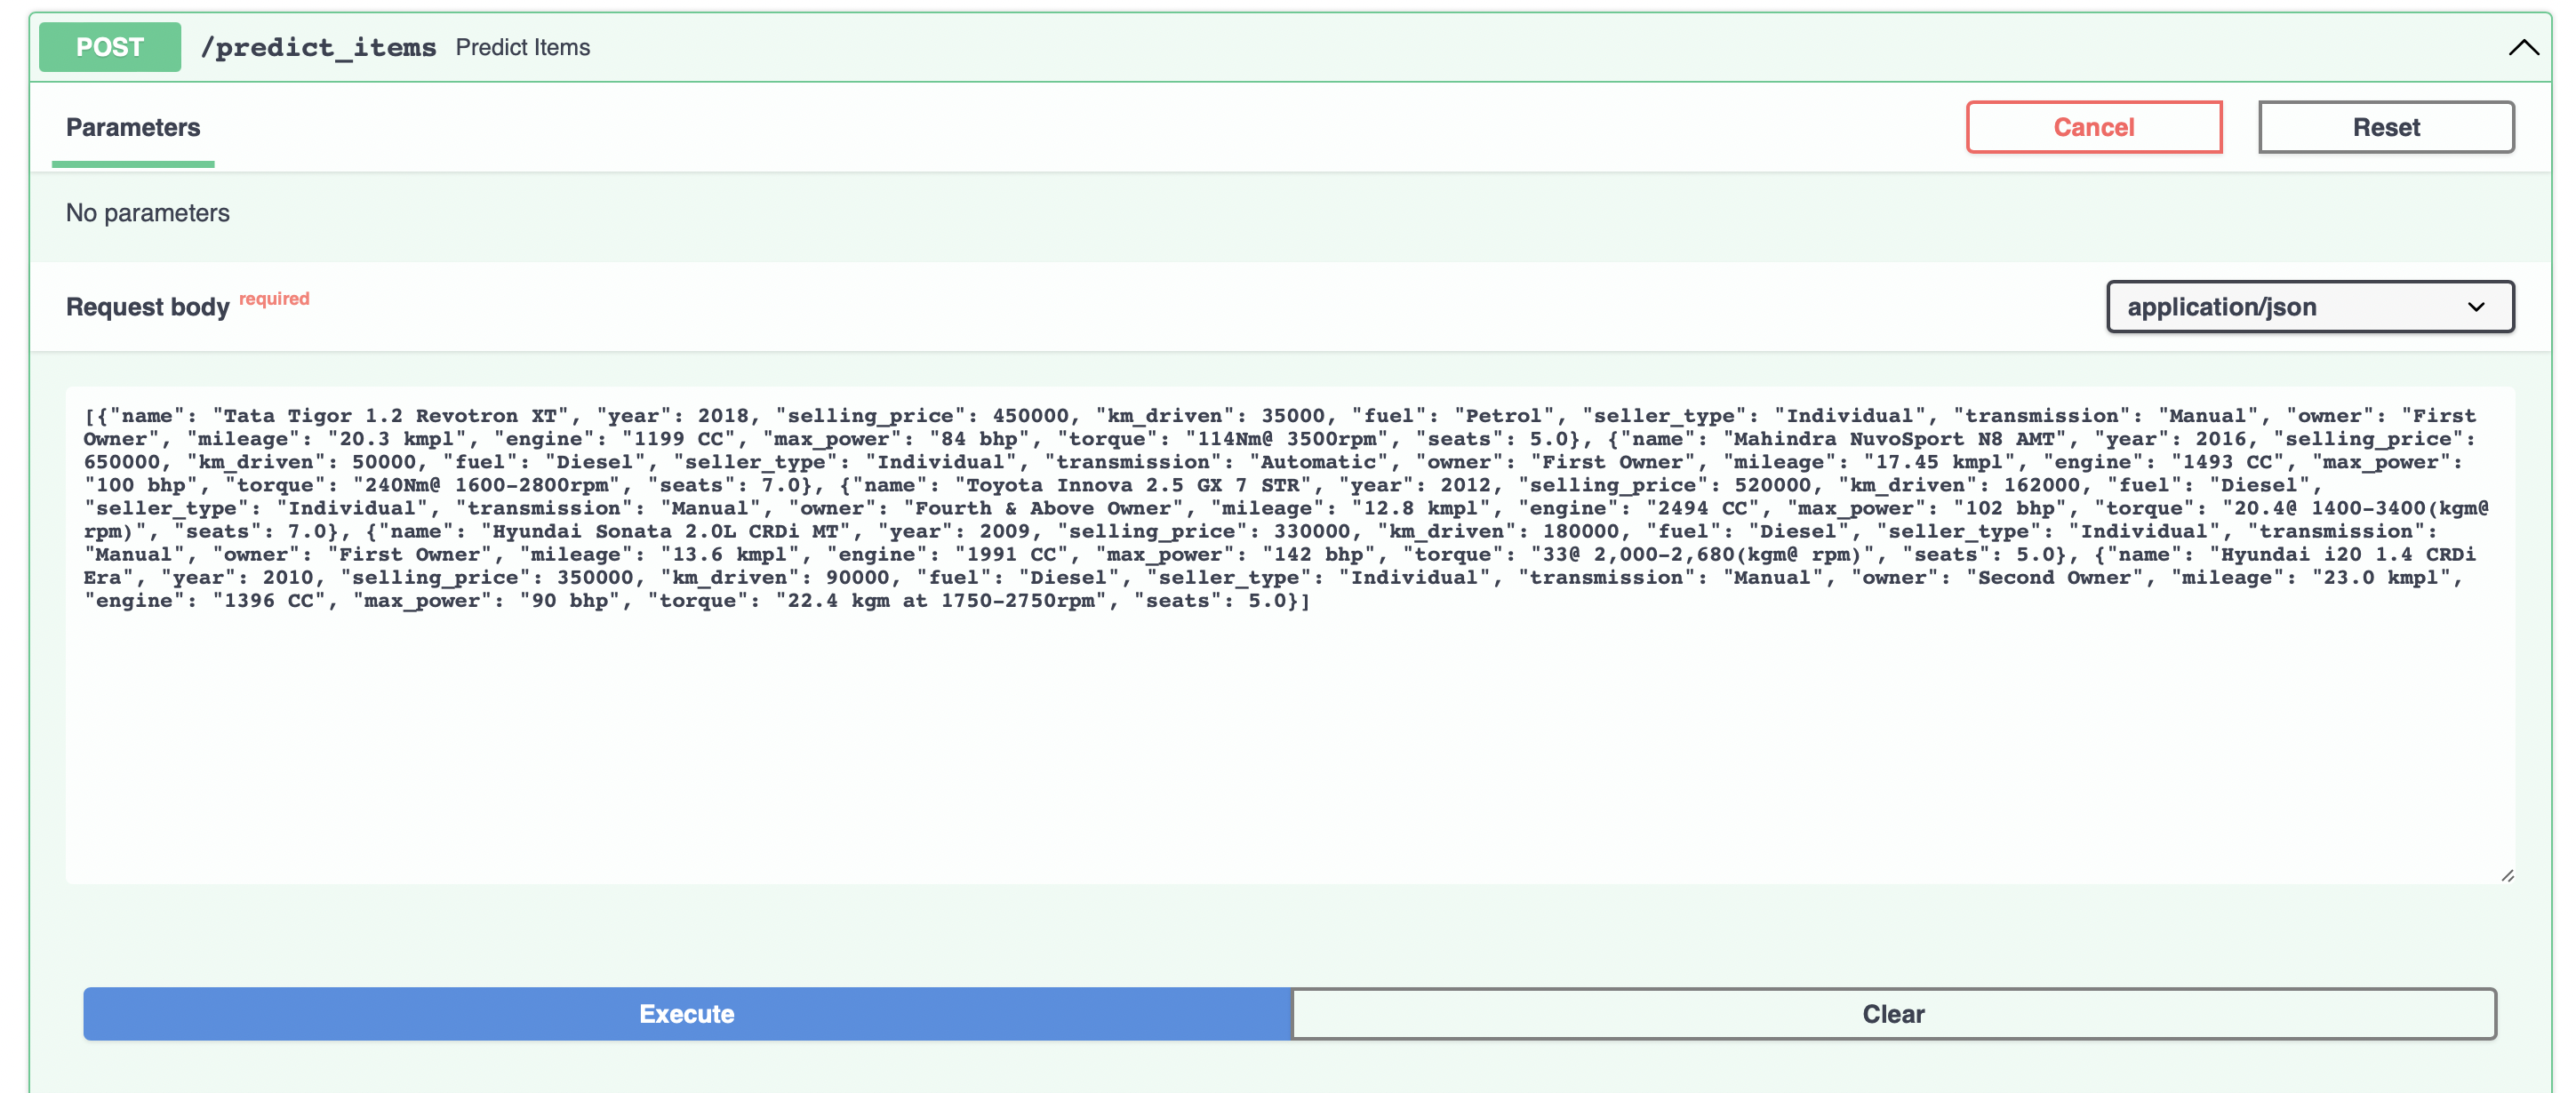 POST /predict_items Predict Items
Parameters Cancel Reset
No parameters
Request body required application/json
[{"name": "Tata Tigor 1.2 Revotron XT", "year": 2018, "selling_price": 450000, "km_driven": 35000, "fuel": "Petrol", "seller_type": "Individual", "transmission": "Manual", "owner": "First
Owner", "mileage": "20.3 kmpl", "engine": "1199 CC", "max_power": "84 bhp", "torque": "114Nm@ 3500rpm", "seats": 5.0}, {"name": "Mahindra NuvoSport N8 AMT", "year": 2016, "selling_price":
650000, "km_driven": 50000, "fuel": "Diesel", "seller_type": "Individual", "transmission": "Automatic", "owner": "First Owner", "mileage": "17.45 kmpl", "engine": "1493 CC", "max_power":
"100 bhp", "torque": "240Nm@ 1600-2800rpm", "seats": 7.0}, {"name": "Toyota Innova 2.5 GX 7 STR", "year": 2012, "selling_price": 520000, "km_driven": 162000, "fuel": "Diesel",
"seller_type": "Individual", "transmission": "Manual", "owner": "Fourth & Above Owner", "mileage": "12.8 kmpl", "engine": "2494 CC", "max_power": "102 bhp", "torque": "20.4@ 1400-3400(kgm@
rpm)", "seats": 7.0}, {"name": "Hyundai Sonata 2.0L CRDi MT", "year": 2009, "selling_price": 330000, "km_driven": 180000, "fuel": "Diesel", "seller_type": "Individual", "transmission":
"Manual", "owner": "First Owner", "mileage": "13.6 kmpl", "engine": "1991 CC", "max_power": "142 bhp", "torque": "33@ 2,000-2,680(kgm@ rpm)", "seats": 5.0}, {"name": "Hyundai i20 1.4 CRDi
Era", "year": 2010, "selling_price": 350000, "km_driven": 90000, "fuel": "Diesel", "seller_type": "Individual", "transmission": "Manual", "owner": "Second Owner", "mileage": "23.0 kmpl",
"engine": "1396 CC", "max_power": "90 bhp", "torque": "22.4 kgm at 1750-2750rpm", "seats": 5.0}]
Execute Clear